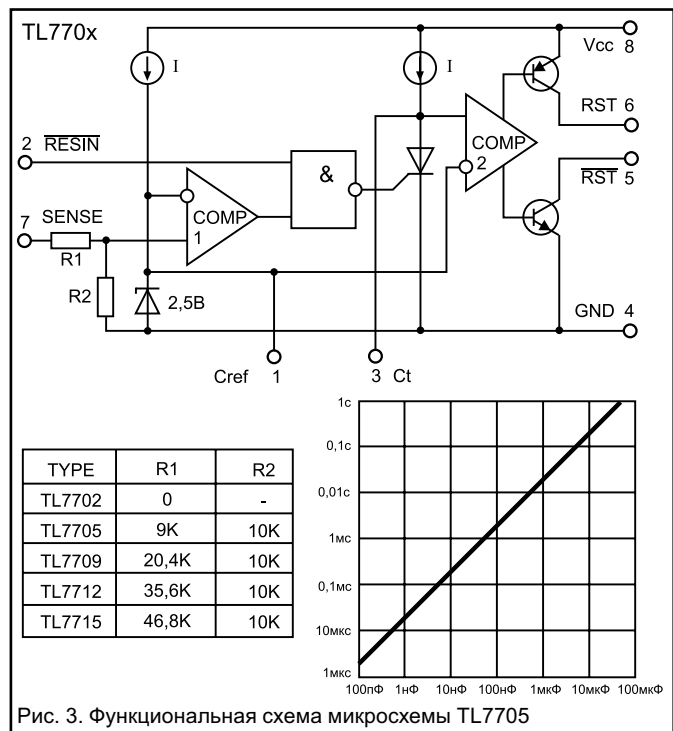 TL770x
Vcc 8
I
I
RST 6
2 RESIN
COMP
2
&
RST 5
7 SENSE
COMP
1
R1
R2
2,5В
GND 4
Cref 1
3 Ct
TYPE R1 R2
TL7702 0 -
TL7705 9K 10K
TL7709 20,4K 10K
TL7712 35,6K 10K
TL7715 46,8K 10K
1с
0,1с
0,01с
1мс
0,1мс
10мкс
1мкс
100пФ 1нФ 10нФ 100нФ 1мкФ 10мкФ 100мкФ
Рис. 3. Функциональная схема микросхемы TL7705